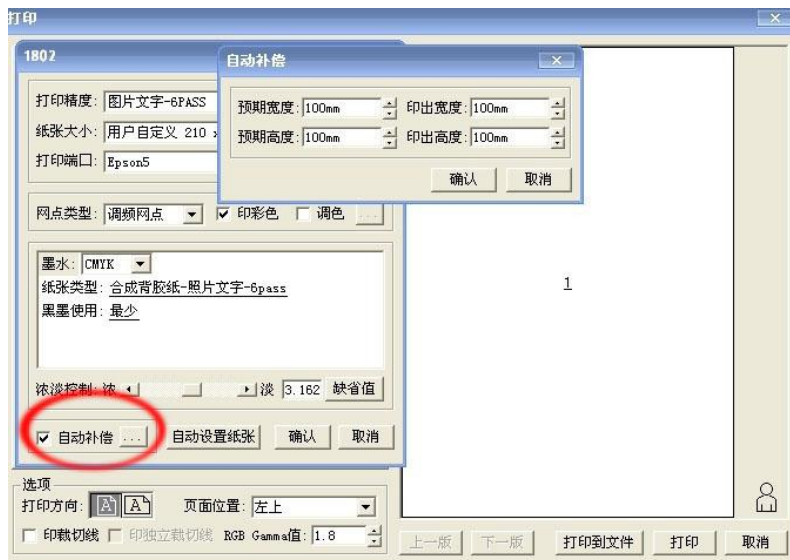 打印
1802
自动补偿
打印精度: 图片文字-6PASS
预期宽度: 100mm 印出宽度: 100mm
纸张大小: 用户自定义 210 x
预期高度: 100mm 印出高度: 100mm
打印端口: Epson5
确认 取消
网点类型: 调频网点 印彩色 调色 ...
墨水: CMYK
纸张类型: 合成背胶纸-照片文字-6pass
黑墨使用: 最少
1
浓淡控制: 浓 淡 3.162 缺省值
自动补偿 ... 自动设置纸张 确认 取消
选项
打印方向: A A 页面位置: 左上
印裁切线 印独立裁切线 RGB Gamma值: 1.8
上一版 下一版 打印到文件 打印 取消